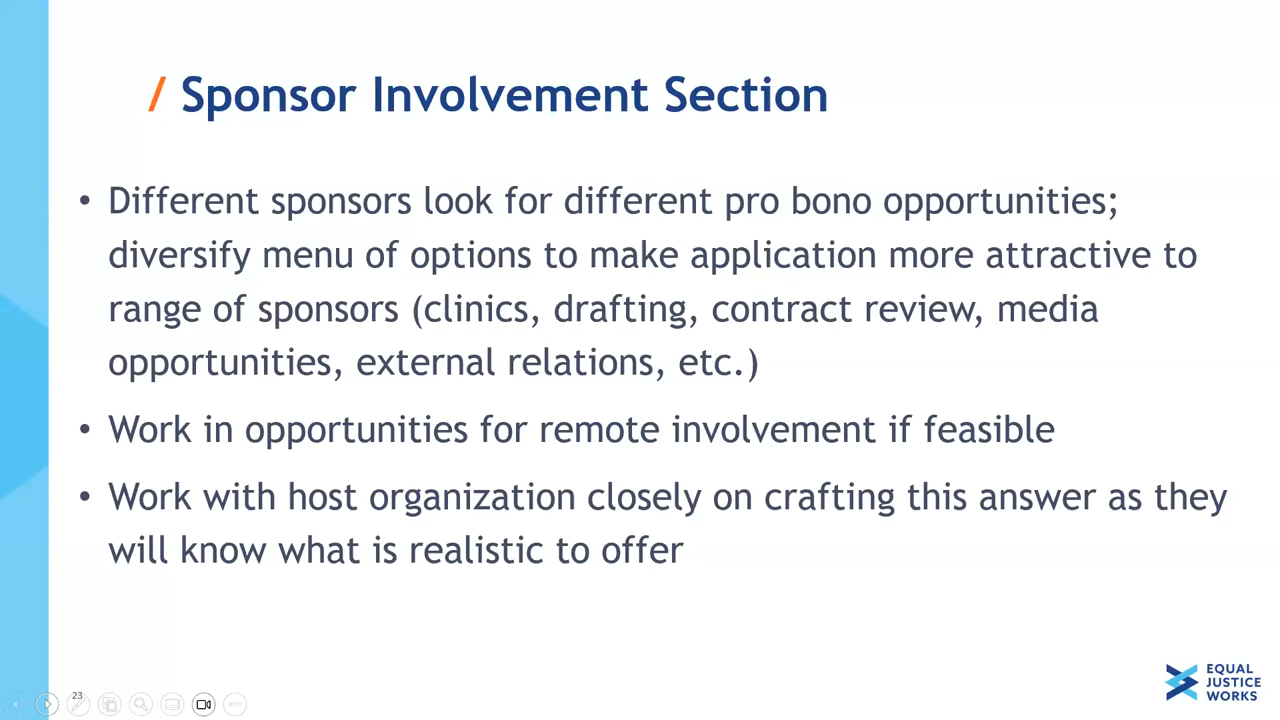 / Sponsor Involvement Section
• Different sponsors look for different pro bono opportunities;
diversify menu of options to make application more attractive to
range of sponsors (clinics, drafting, contract review, media
opportunities, external relations, etc.)
• Work in opportunities for remote involvement if feasible
• Work with host organization closely on crafting this answer as they
will know what is realistic to offer
23
EQUAL
JUSTICE
WORKS